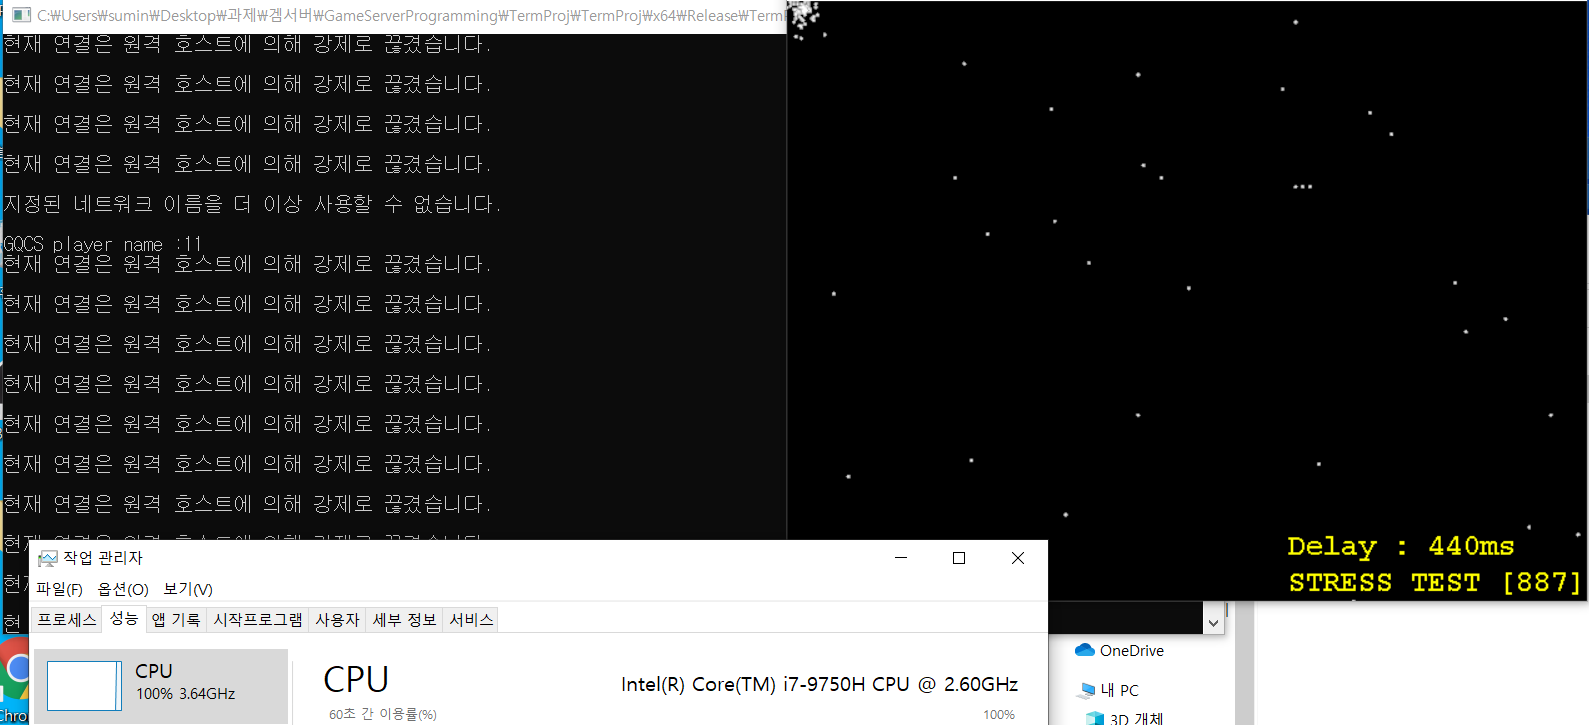 C:￦Users￦sumin￦Desktop￦과제￦겜서버￦GameServerProgramming￦TermProj￦TermProj￦x64￦Release￦Term
현재 연결은 원격 호스트에 의해 강제로 끊겼습니다.
현재 연결은 원격 호스트에 의해 강제로 끊겼습니다.
현재 연결은 원격 호스트에 의해 강제로 끊겼습니다.
현재 연결은 원격 호스트에 의해 강제로 끊겼습니다.
지정된 네트워크 이름을 더 이상 사용할 수 없습니다.
GQCS player name :11
현재 연결은 원격 호스트에 의해 강제로 끊겼습니다.
현재 연결은 원격 호스트에 의해 강제로 끊겼습니다.
현재 연결은 원격 호스트에 의해 강제로 끊겼습니다.
현재 연결은 원격 호스트에 의해 강제로 끊겼습니다.
현재 연결은 원격 호스트에 의해 강제로 끊겼습니다.
현재 연결은 원격 호스트에 의해 강제로 끊겼습니다.
현재 연결은 원격 호스트에 의해 강제로 끊겼습니다.
Delay : 440ms
STRESS TEST [887]
작업 관리자
파일(F) 옵션(O) 보기(V)
프로세스 성능 앱 기록 시작프로그램 사용자 세부 정보 서비스
CPU
100% 3.64GHz
CPU
Intel(R) Core(TM) i7-9750H CPU @ 2.60GHz
60초 간 이용률(%)
100%
OneDrive
내 PC
3D 개체
Chro